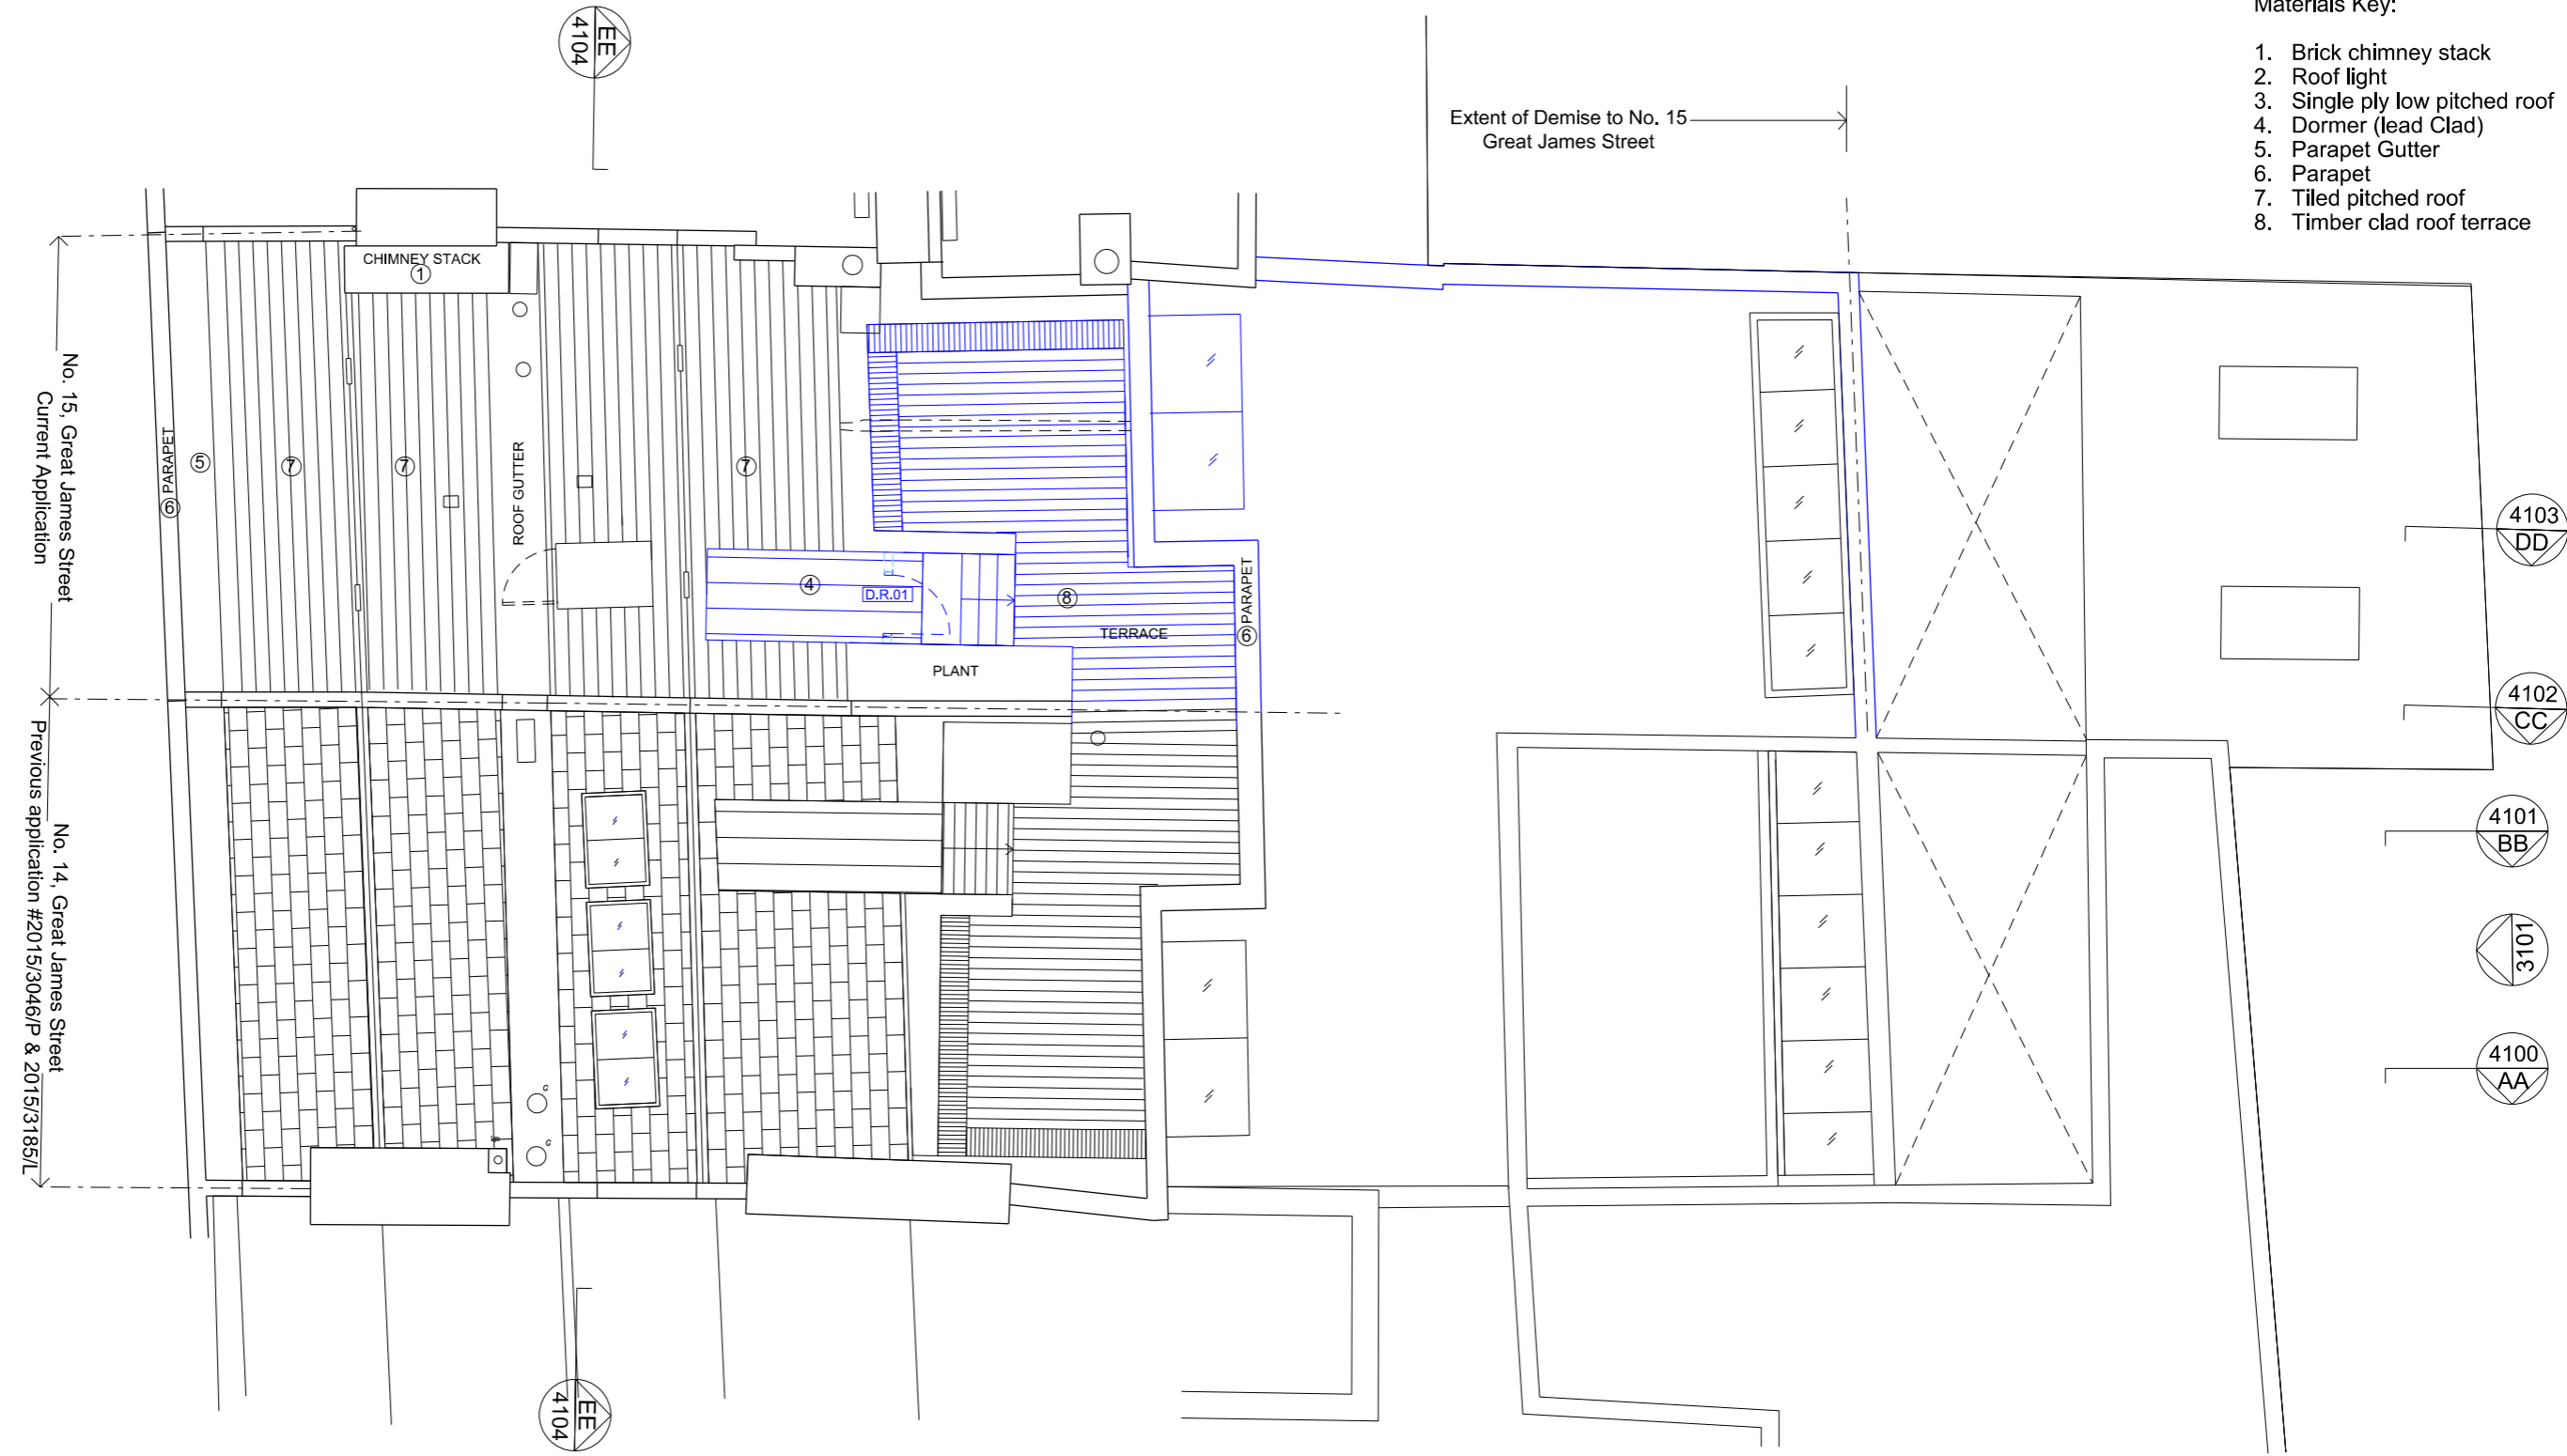 Materials Key:
1. Brick chimney stack
2. Roof light
3. Single ply low pitched roof
4. Dormer (lead Clad)
5. Parapet Gutter
6. Parapet
7. Tiled pitched roof
8. Timber clad roof terrace
EE
4104
Extent of Demise to No. 15
Great James Street
CHIMNEY STACK
1
No. 15, Great James Street
Current Application
6 PARAPET
5
7
7
ROOF GUTTER
7
4
D.R.01
8
TERRACE
6 PARAPET
PLANT
4103
DD
4102
CC
4101
BB
3101
4100
AA
No. 14, Great James Street
Previous application #2015/3046/P & 2015/3185/L
G
G
EE
4104